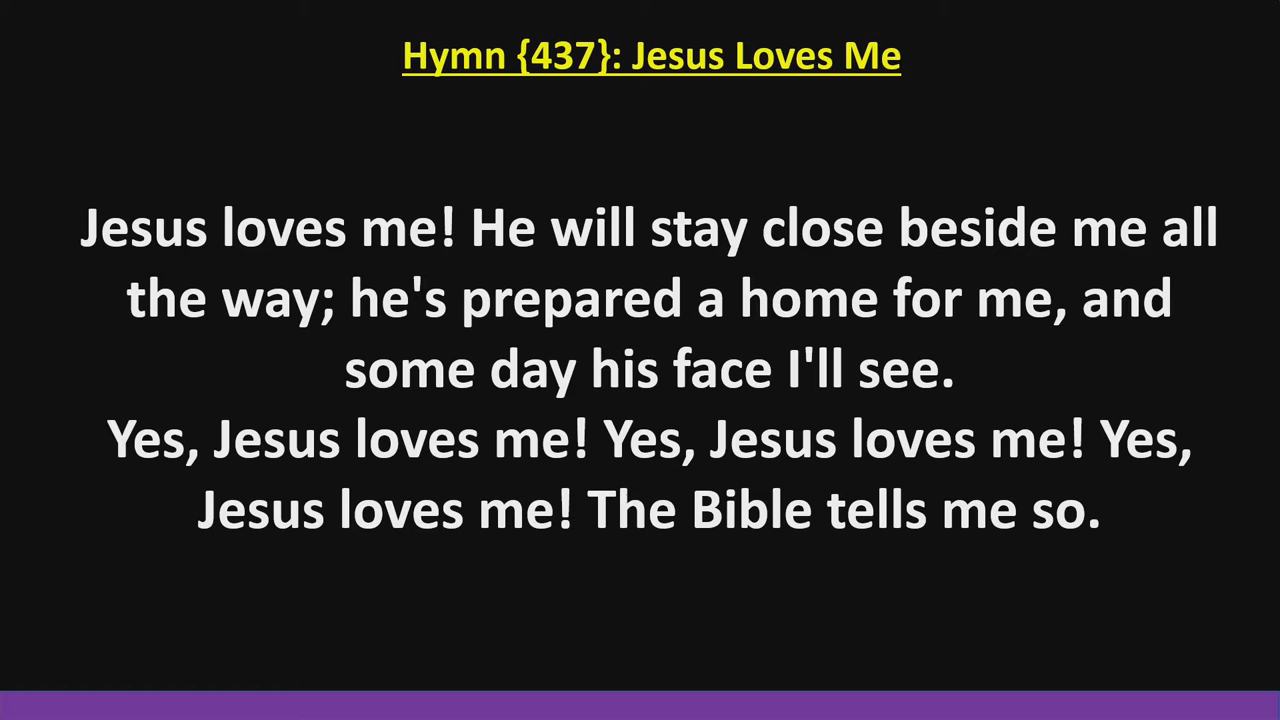 Hymn {437}: Jesus Loves Me
Jesus loves me! He will stay close beside me all
the way; he's prepared a home for me, and
some day his face I'll see.
Yes, Jesus loves me! Yes, Jesus loves me! Yes,
Jesus loves me! The Bible tells me so.